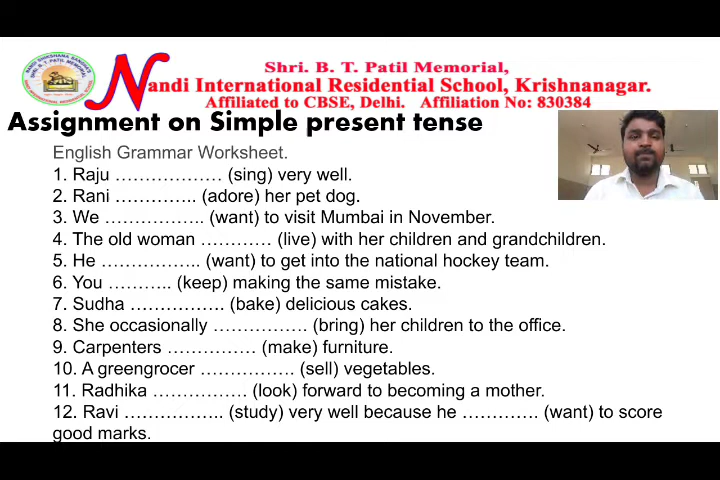 Shri. B. T. Patil Memorial,
Nandi International Residential School, Krishnanagar.
Affiliated to CBSE, Delhi. Affiliation No: 830384
Assignment on Simple present tense
English Grammar Worksheet.
1. Raju ……………… (sing) very well.
2. Rani ………….. (adore) her pet dog.
3. We …………….. (want) to visit Mumbai in November.
4. The old woman ………… (live) with her children and grandchildren.
5. He …………….. (want) to get into the national hockey team.
6. You ……….. (keep) making the same mistake.
7. Sudha ……………. (bake) delicious cakes.
8. She occasionally ……………. (bring) her children to the office.
9. Carpenters …………… (make) furniture.
10. A greengrocer ……………. (sell) vegetables.
11. Radhika ……………. (look) forward to becoming a mother.
12. Ravi …………….. (study) very well because he …………. (want) to score
good marks.